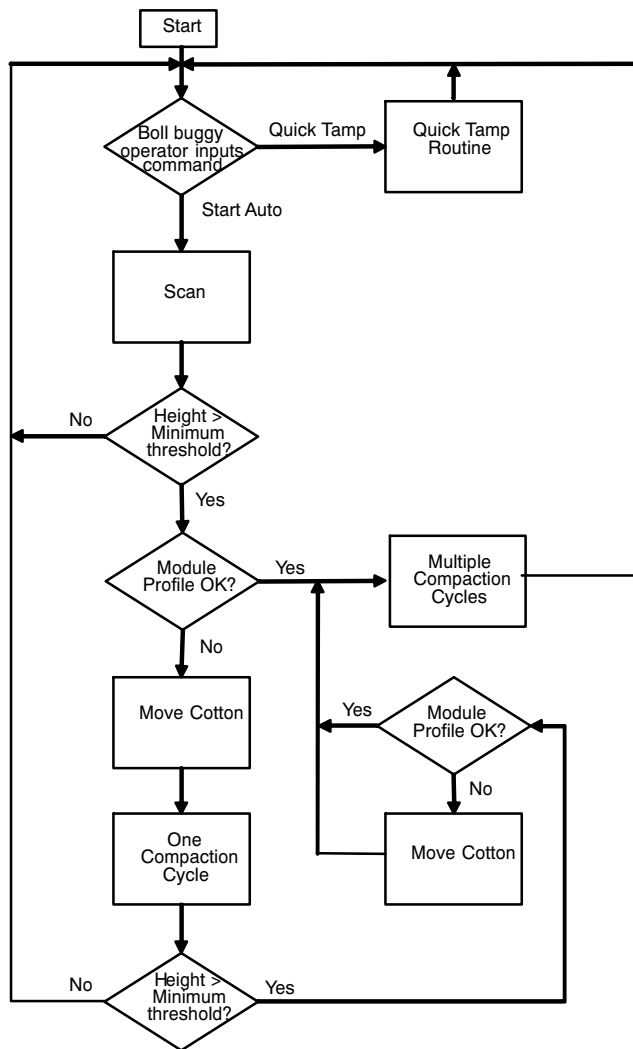 Start
Boll buggy
operator inputs
command
Quick Tamp
Quick Tamp
Routine
Start Auto
Scan
No
Height >
Minimum
threshold?
Yes
Module
Profile OK?
Yes
Multiple
Compaction
Cycles
No
Move Cotton
Yes
Module
Profile OK?
No
One
Compaction
Cycle
Move Cotton
No
Height >
Minimum
threshold?
Yes